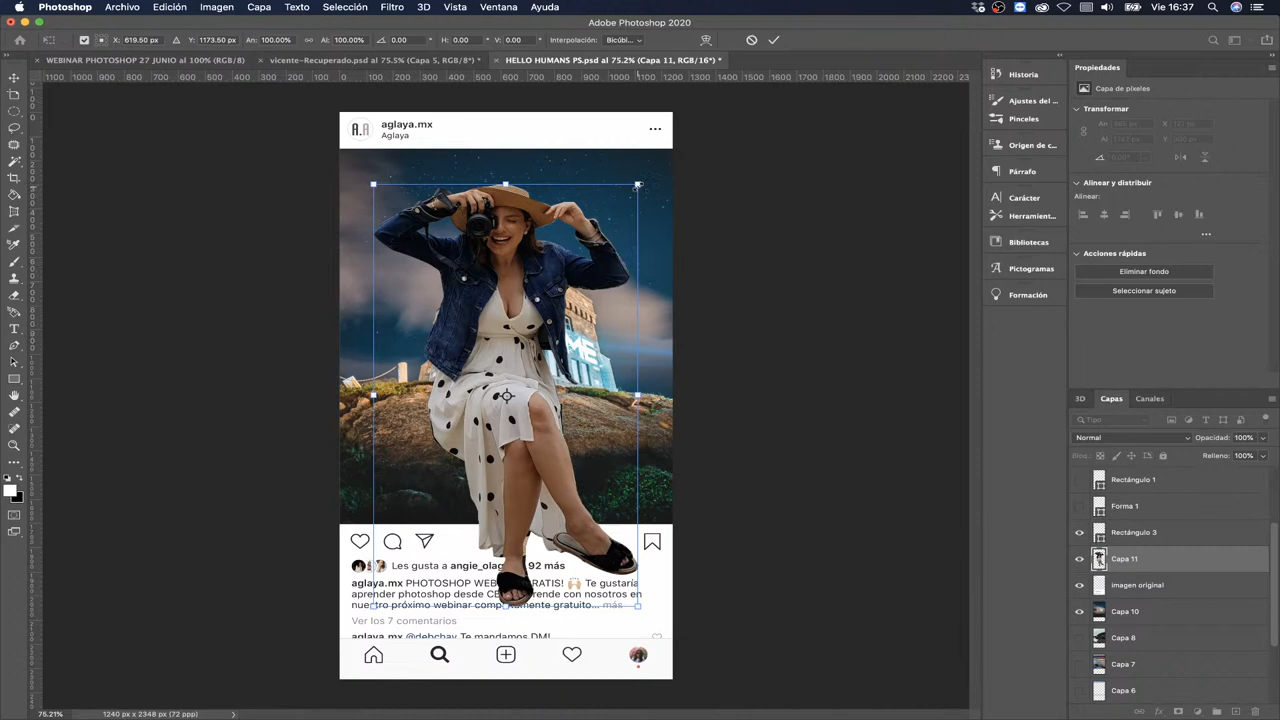 Photoshop Archivo Edición Imagen Capa Texto Selección Filtro 3D Vista Ventana Ayuda Vie 16:37
Adobe Photoshop 2020
X: 619.50 px Y: 1173.50 px An: 100.00% Al: 100.00% 0.00 ° H: 0.00 ° V: 0.00 ° Interpolación: Bicúbi...
× WEBINAR PHOTOSHOP 27 JUNIO al 100% (RGB/8) × vicente-Recuperado.psd al 75.5% (Capa 5, RGB/8*) * × HELLO HUMANS PS.psd al 75.2% (Capa 11, RGB/16*) *
1100 1000 900 800 700 600 500 400 300 200 100 0 100 200 300 400 500 600 700 800 900 1000 1100 1200 1300 1400 1500 1600 1700 1800 1900 2000 2100 2200 23
A.A
aglaya.mx
Aglaya
ME
Les gusta a angie_olag 92 más
aglaya.mx PHOTOSHOP WEB RATIS! 🙌🏼 Te gustaría
aprender photoshop desde CE rende con nosotros en
nuestro próximo webinar completamente gratuito... más
Ver los 7 comentarios
aglaya.mx @debcbav Te mandamos DM!
Historia
Ajustes del ...
Pinceles
Origen de c...
Párrafo
Carácter
Herramient...
Bibliotecas
Pictogramas
Formación
Propiedades
Capa de píxeles
Transformar
An: X:
Al: Y:
Alinear y distribuir
Alinear:
Acciones rápidas
Eliminar fondo
Seleccionar sujeto
3D Capas Canales
Tipo
Normal Opacidad: 100%
Bloq.: Relleno: 100%
Rectángulo 1
Forma 1
Rectángulo 3
Capa 11
imagen original
Capa 10
Capa 8
Capa 7
Capa 6
75.21% 1240 px x 2348 px (72 ppp)